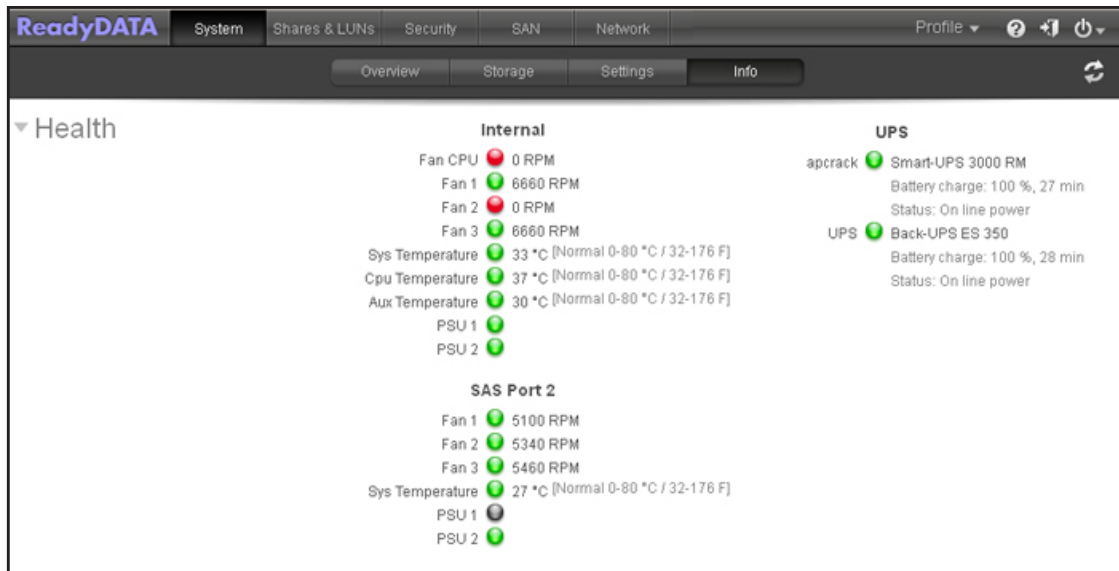 ReadyDATA System Shares & LUNs Security SAN Network Profile
Overview Storage Settings Info
Health
Internal
Fan CPU 0 RPM
Fan 1 6660 RPM
Fan 2 0 RPM
Fan 3 6660 RPM
Sys Temperature 33 °C [Normal 0-80 °C / 32-176 F]
Cpu Temperature 37 °C [Normal 0-80 °C / 32-176 F]
Aux Temperature 30 °C [Normal 0-80 °C / 32-176 F]
PSU 1
PSU 2
SAS Port 2
Fan 1 5100 RPM
Fan 2 5340 RPM
Fan 3 5460 RPM
Sys Temperature 27 °C [Normal 0-80 °C / 32-176 F]
PSU 1
PSU 2
UPS
apcrack Smart-UPS 3000 RM
Battery charge: 100 %, 27 min
Status: On line power
UPS Back-UPS ES 350
Battery charge: 100 %, 28 min
Status: On line power